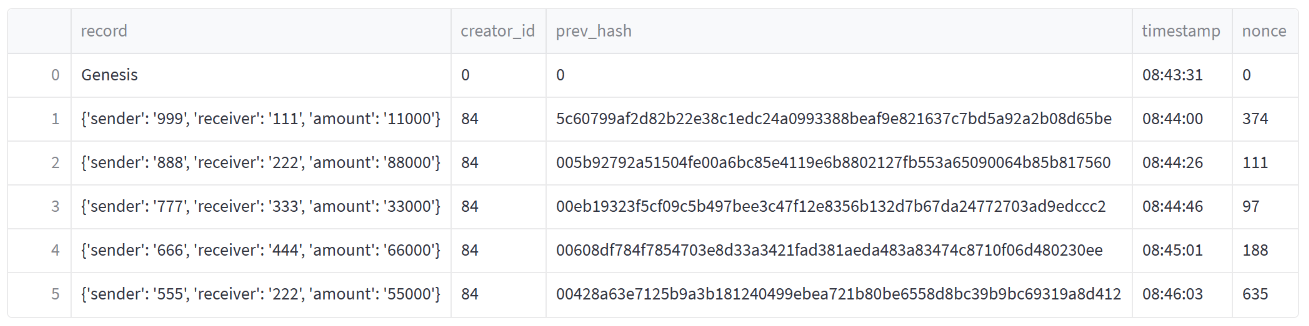 record creator_id prev_hash timestamp nonce
0 Genesis 0 0 08:43:31 0
1 {'sender': '999', 'receiver': '111', 'amount': '11000'} 84 5c60799af2d82b22e38c1edc24a0993388beaf9e821637c7bd5a92a2b08d65be 08:44:00 374
2 {'sender': '888', 'receiver': '222', 'amount': '88000'} 84 005b92792a51504fe00a6bc85e4119e6b8802127fb553a65090064b85b817560 08:44:26 111
3 {'sender': '777', 'receiver': '333', 'amount': '33000'} 84 00eb19323f5cf09c5b497bee3c47f12e8356b132d7b67da24772703ad9edccc2 08:44:46 97
4 {'sender': '666', 'receiver': '444', 'amount': '66000'} 84 00608df784f7854703e8d33a3421fad381aeda483a83474c8710f06d480230ee 08:45:01 188
5 {'sender': '555', 'receiver': '222', 'amount': '55000'} 84 00428a63e7125b9a3b181240499ebea721b80be6558d8bc39b9bc69319a8d412 08:46:03 635